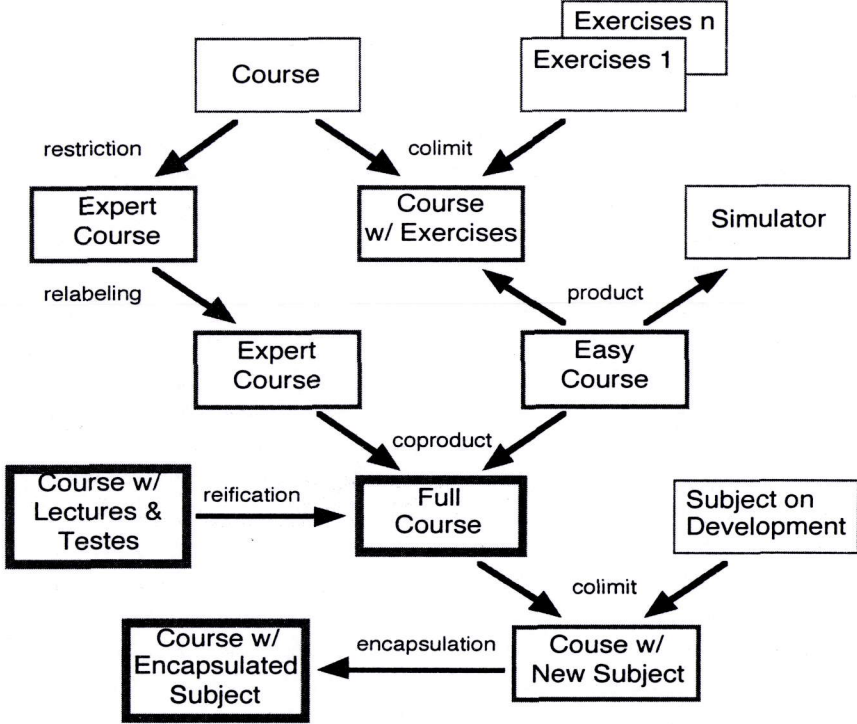 Exercises n
Course
Exercises 1
restriction
colimit
Expert
Course
Course
w/ Exercises
Simulator
relabeling
product
Expert
Course
Easy
Course
coproduct
Course w/
Lectures &
Testes
reification
Full
Course
Subject on
Development
colimit
Course w/
Encapsulated
Subject
encapsulation
Couse w/
New Subject